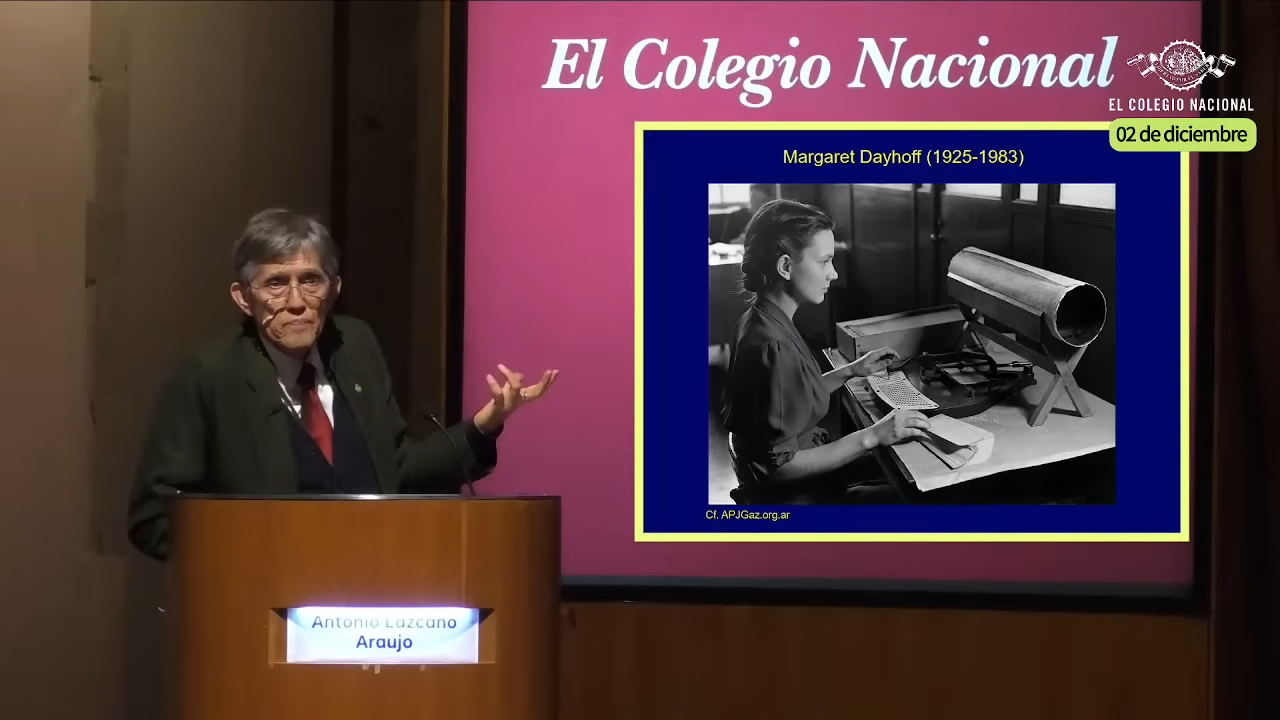 El Colegio Nacional
EL COLEGIO NACIONAL
02 de diciembre
Margaret Dayhoff (1925-1983)
Cf. APJGaz.org.ar
Antonio Lazcano
Araujo